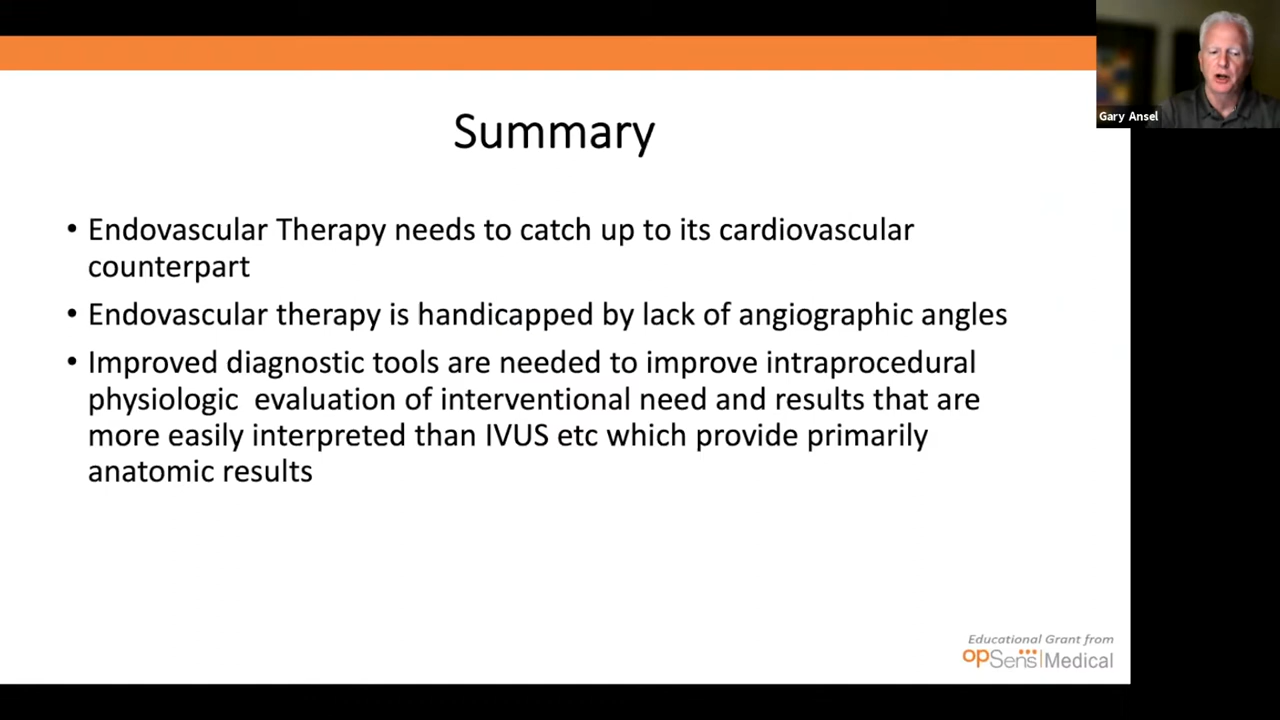 Gary Ansel
Summary
• Endovascular Therapy needs to catch up to its cardiovascular
counterpart
• Endovascular therapy is handicapped by lack of angiographic angles
• Improved diagnostic tools are needed to improve intraprocedural
physiologic  evaluation of interventional need and results that are
more easily interpreted than IVUS etc which provide primarily
anatomic results
Educational Grant from
opSens|Medical